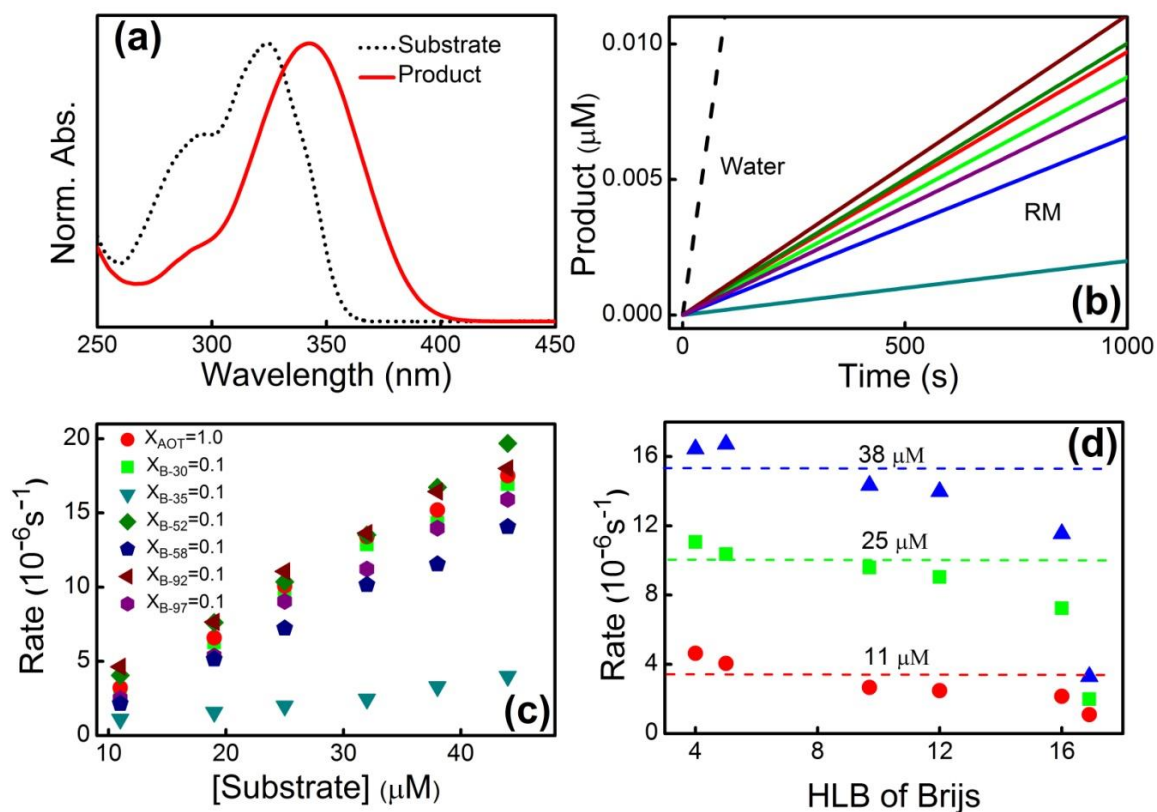 (a)
Substrate
Product
Norm. Abs.
250 300 350 400 450
Wavelength (nm)
(b)
Water
RM
Product (μM)
0.010
0.005
0.000
0 500 1000
Time (s)
(c)
X_AOT=1.0
X_B-30=0.1
X_B-35=0.1
X_B-52=0.1
X_B-58=0.1
X_B-92=0.1
X_B-97=0.1
Rate (10⁻⁶s⁻¹)
20
15
10
5
0
10 20 30 40
[Substrate] (μM)
(d)
38 μM
25 μM
11 μM
Rate (10⁻⁶s⁻¹)
16
12
8
4
0
4 8 12 16
HLB of Brijs